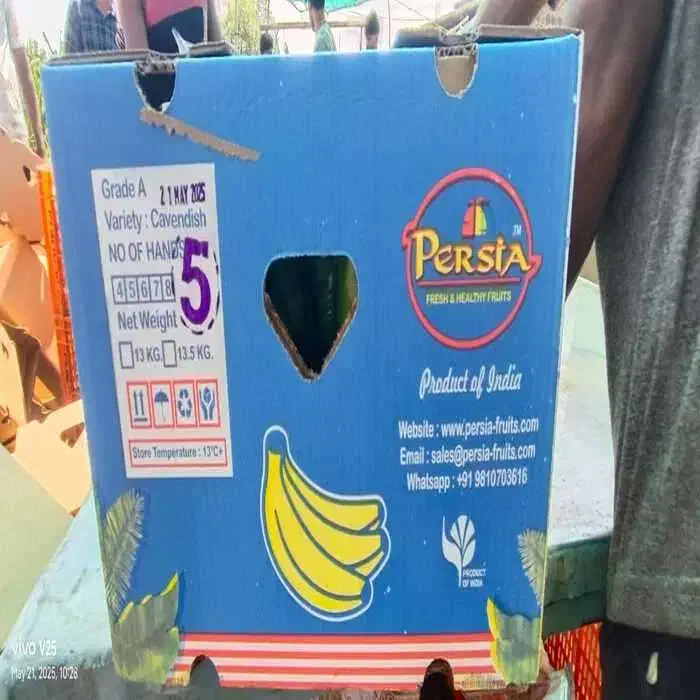 Grade A
21 MAY 2025
Variety : Cavendish
NO OF HANDS
5
4 5 6 7 8
Net Weight
13 KG. 13.5 KG.
Store Temperature : 13°C+
PERSIA TM
FRESH & HEALTHY FRUITS
Product of India
Website : www.persia-fruits.com
Email : sales@persia-fruits.com
Whatsapp : +91 9810703616
PRODUCT
OF INDIA
VIVO V25
May 21, 2025, 10:28